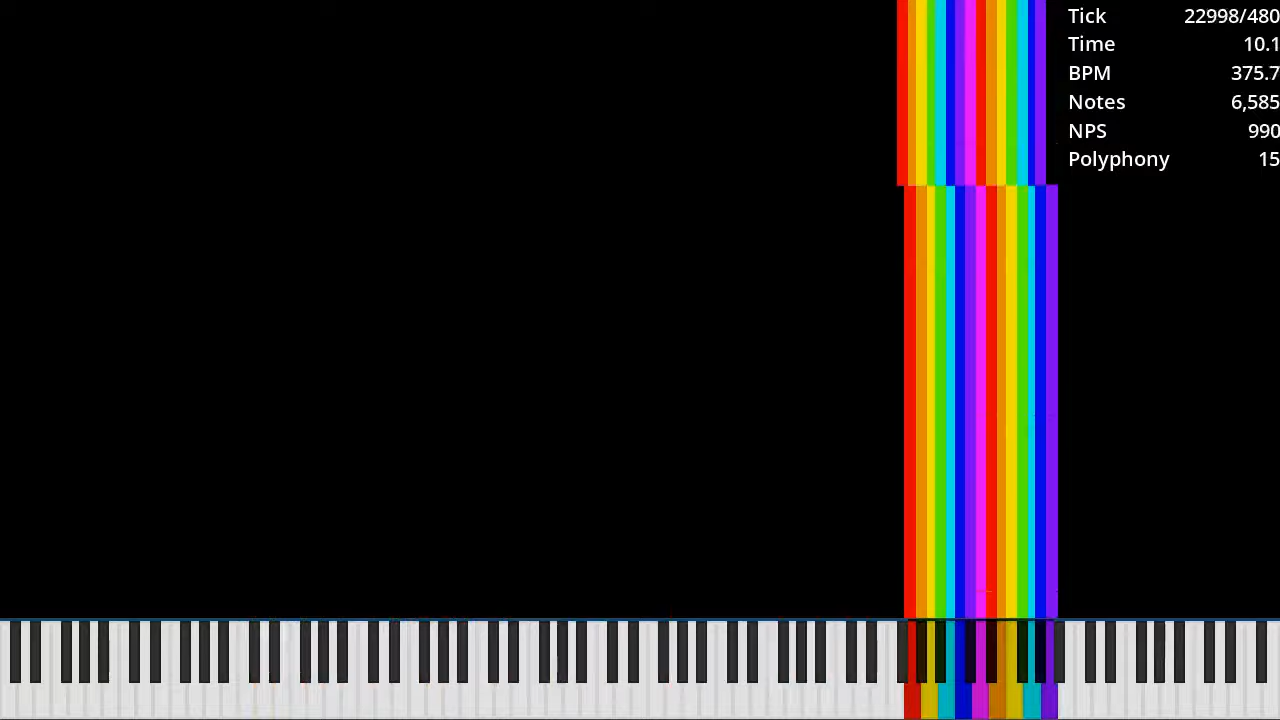 Tick 22998/480
Time 10.1
BPM 375.7
Notes 6,585
NPS 990
Polyphony 15